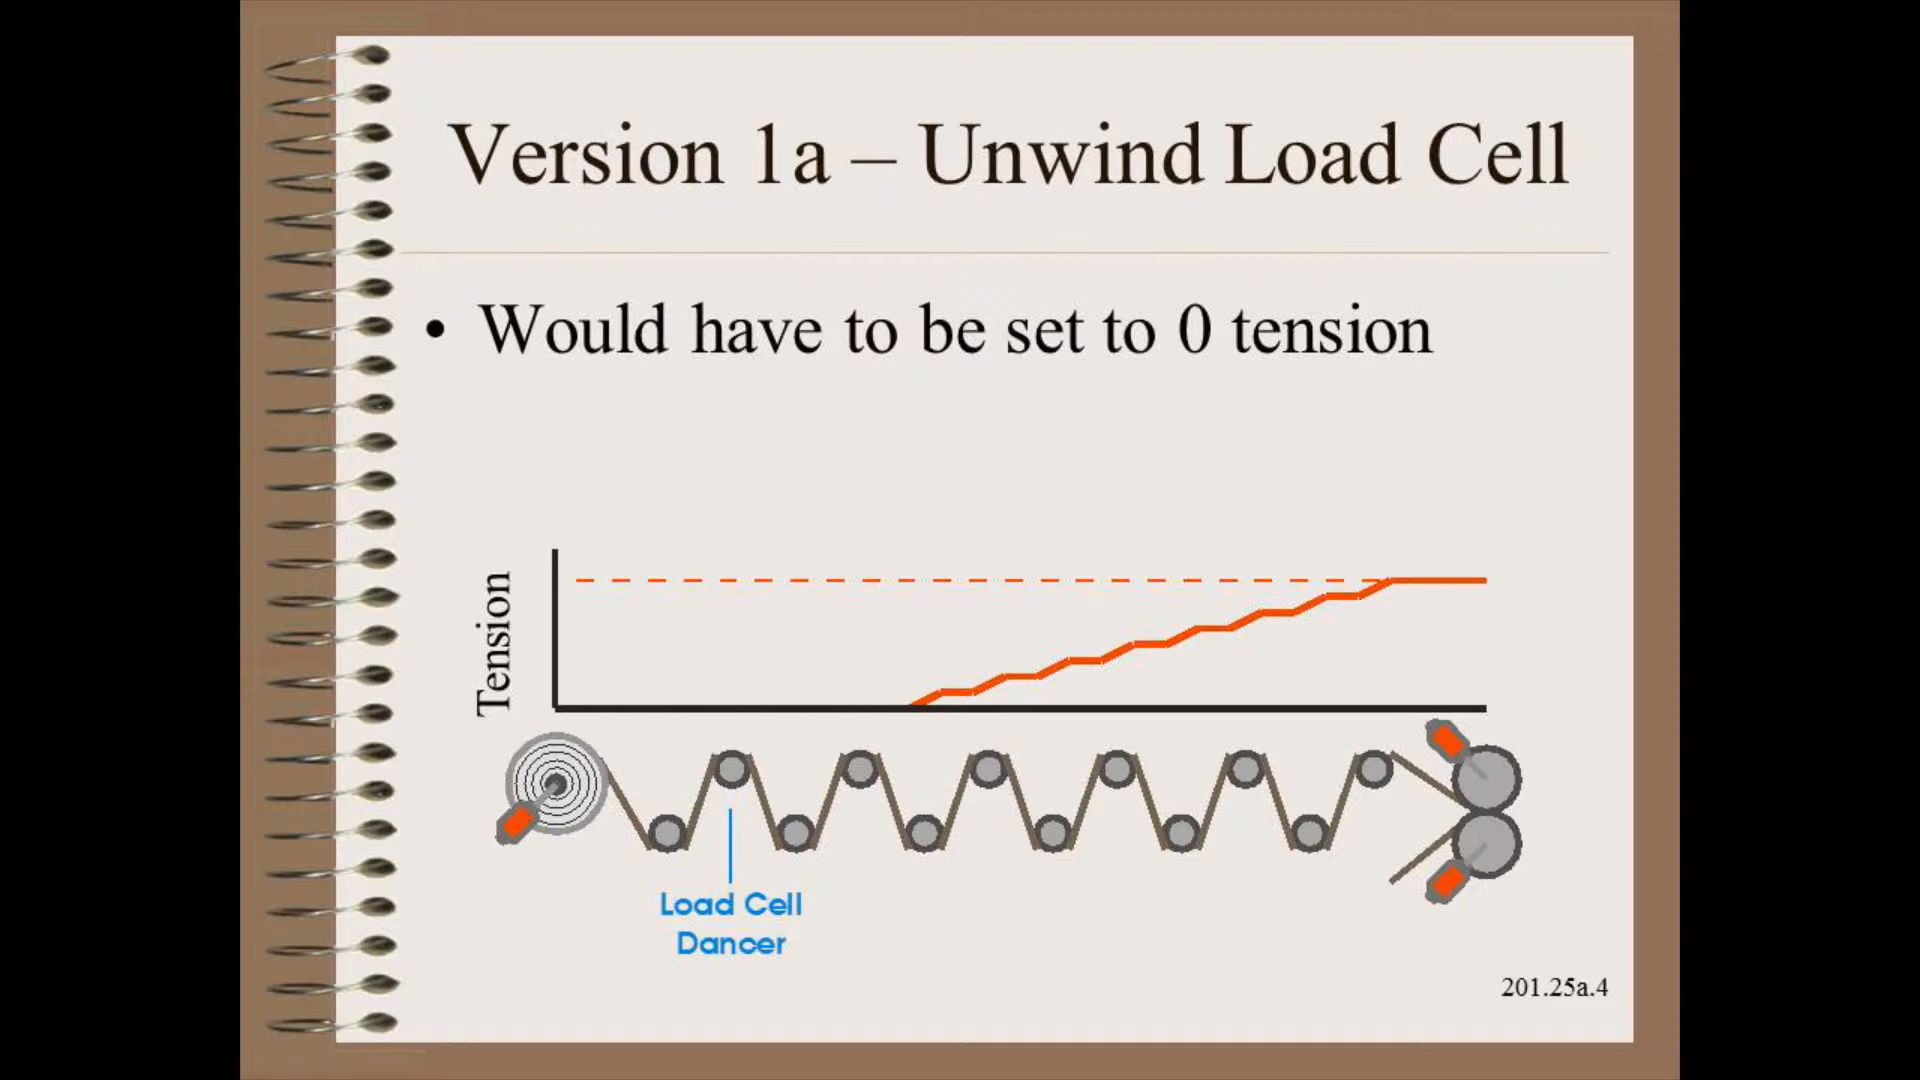 Version 1a – Unwind Load Cell
• Would have to be set to 0 tension
Tension
Load Cell
Dancer
201.25a.4